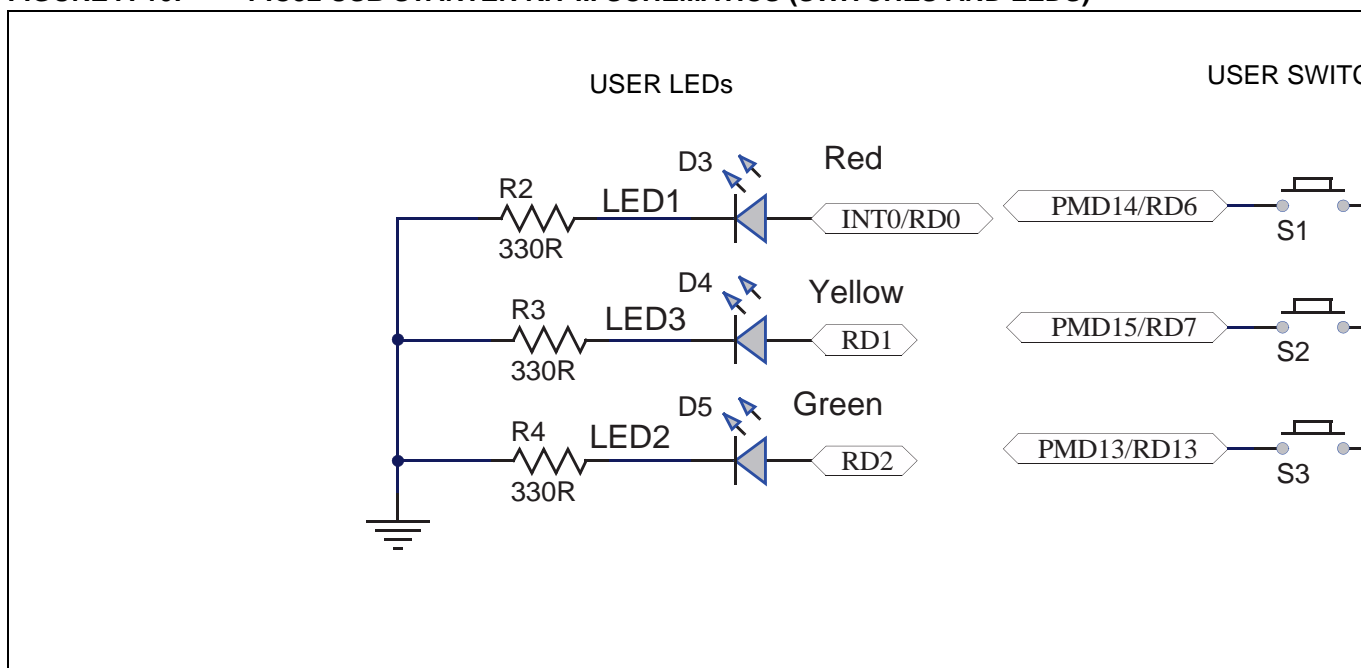 USER LEDs
USER SWITC
D3
Red
R2
LED1
INT0/RD0
PMD14/RD6
330R
S1
D4
Yellow
R3
LED3
RD1
PMD15/RD7
330R
S2
D5
Green
R4
LED2
RD2
PMD13/RD13
330R
S3